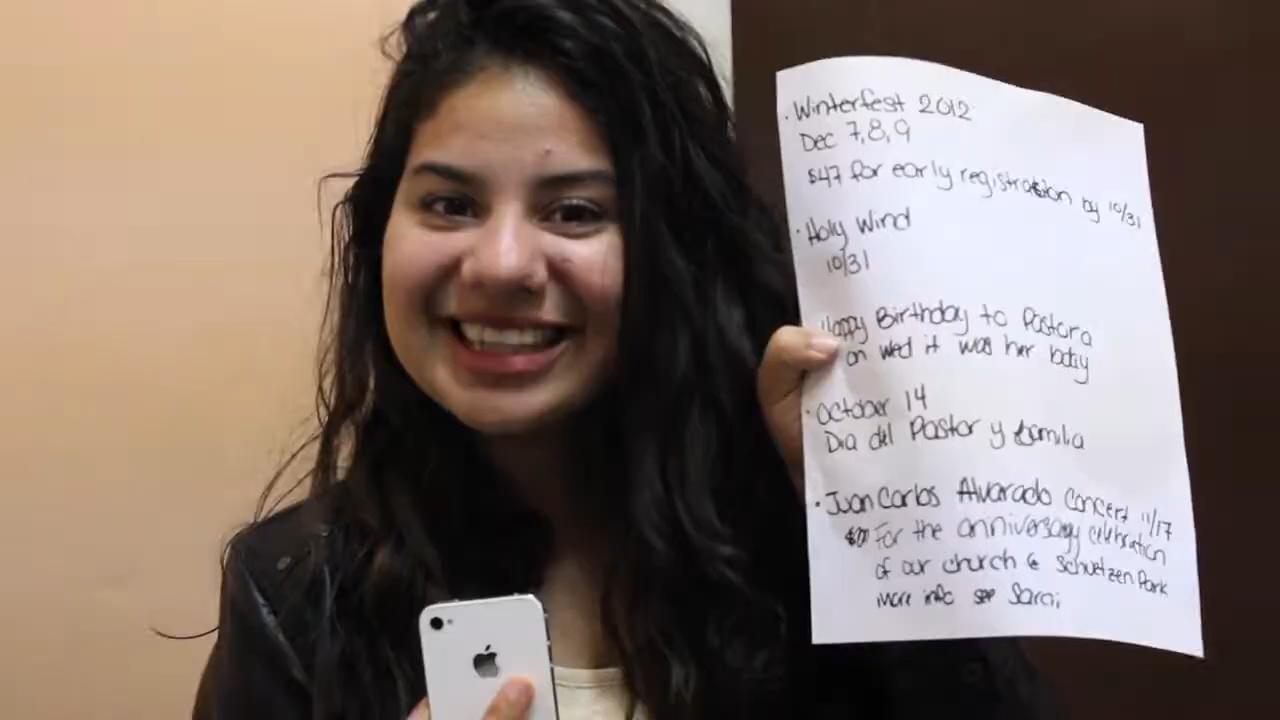 · Winterfest 2012
Dec 7,8,9
$47 for early registration by 10/31
· Holy Wind
10/31
Happy Birthday to Pastora
on wed it was her bday
· October 14
Dia del Pastor y familia
· Juan Carlos Alvarado Concert 11/17
For the anniversary celebration
of our church @ Schuetzen Park
More info see Sarai